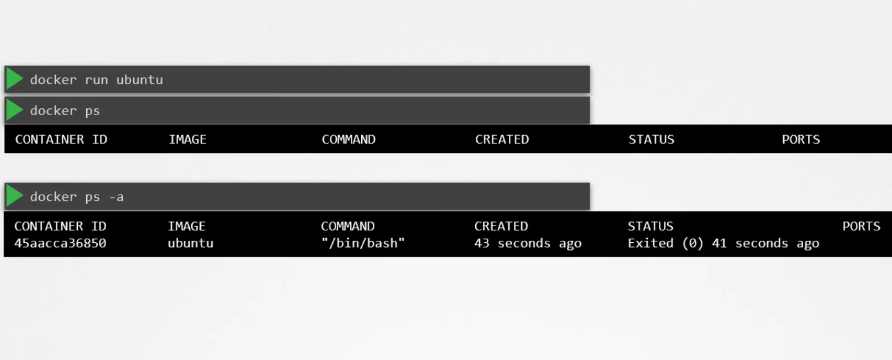 docker run ubuntu
docker ps
CONTAINER ID IMAGE COMMAND CREATED STATUS PORTS
docker ps -a
CONTAINER ID IMAGE COMMAND CREATED STATUS PORTS
45aacca36850 ubuntu "/bin/bash" 43 seconds ago Exited (0) 41 seconds ago